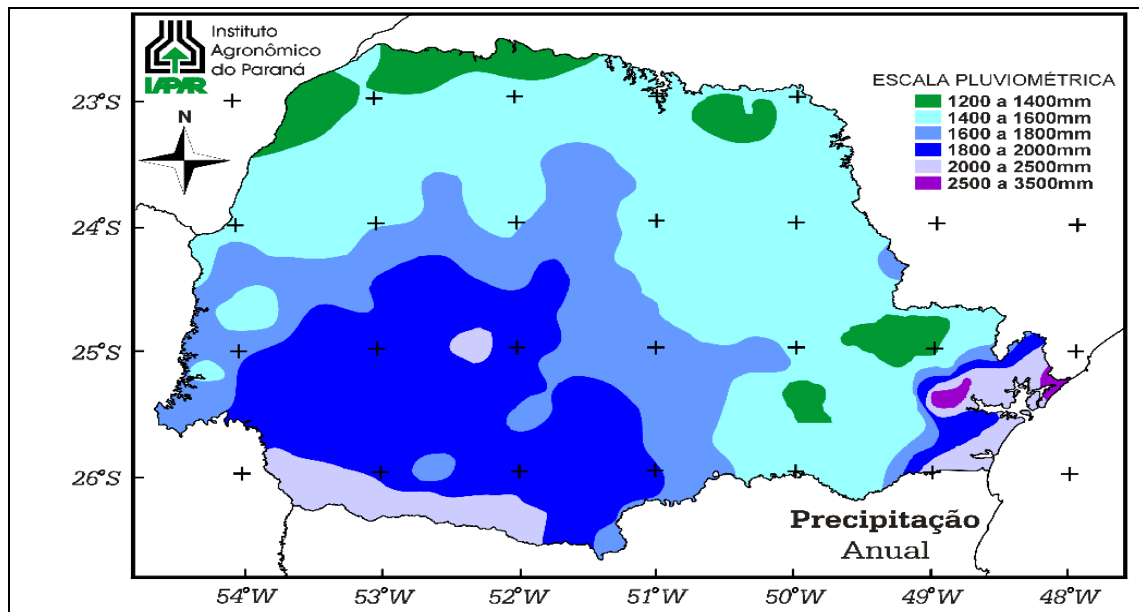 Instituto
Agronômico
do Paraná
IAPAR
N
ESCALA PLUVIOMÉTRICA
1200 a 1400mm
1400 a 1600mm
1600 a 1800mm
1800 a 2000mm
2000 a 2500mm
2500 a 3500mm
23°S
24°S
25°S
26°S
Precipitação
Anual
54°W 53°W 52°W 51°W 50°W 49°W 48°W